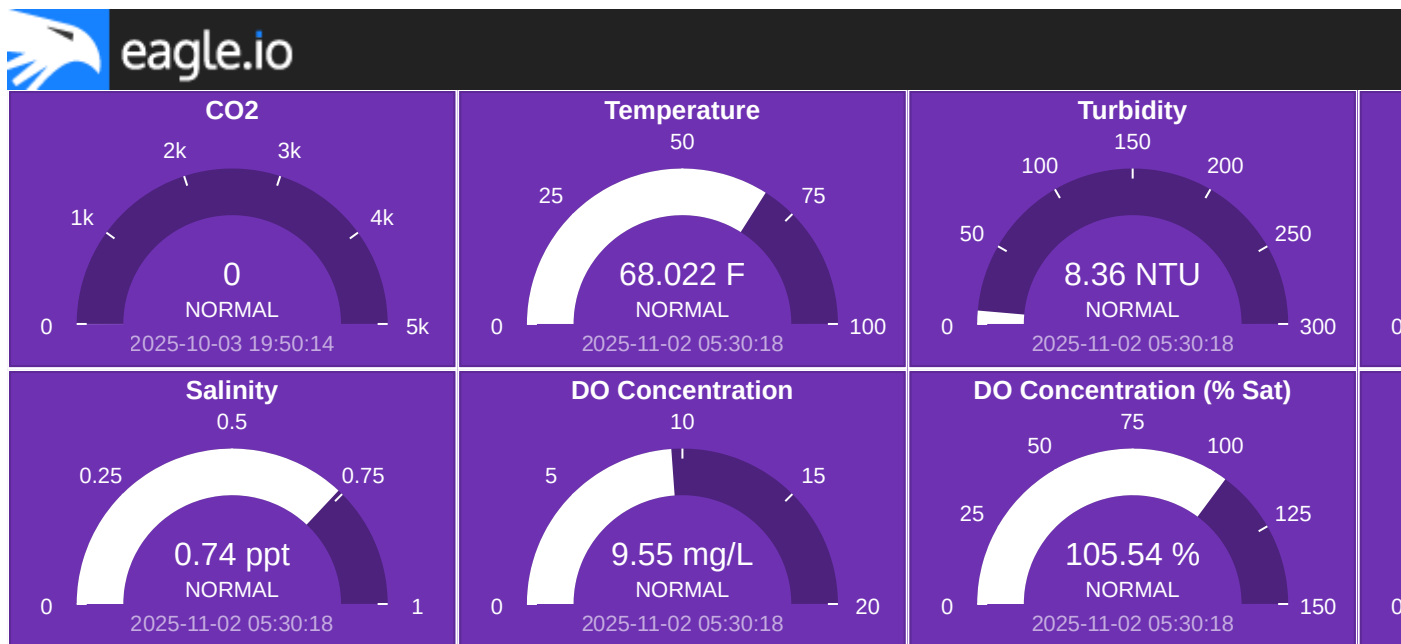 eagle.io
CO2
2k
3k
1k
4k
0
NORMAL
0
5k
2025-10-03 19:50:14
Temperature
50
25
75
68.022 F
NORMAL
0
100
2025-11-02 05:30:18
Turbidity
150
100
200
50
250
8.36 NTU
NORMAL
0
300
2025-11-02 05:30:18
0
Salinity
0.5
0.25
0.75
0.74 ppt
NORMAL
0
1
2025-11-02 05:30:18
DO Concentration
10
5
15
9.55 mg/L
NORMAL
0
20
2025-11-02 05:30:18
DO Concentration (% Sat)
75
50
100
25
125
105.54 %
NORMAL
0
150
2025-11-02 05:30:18
0